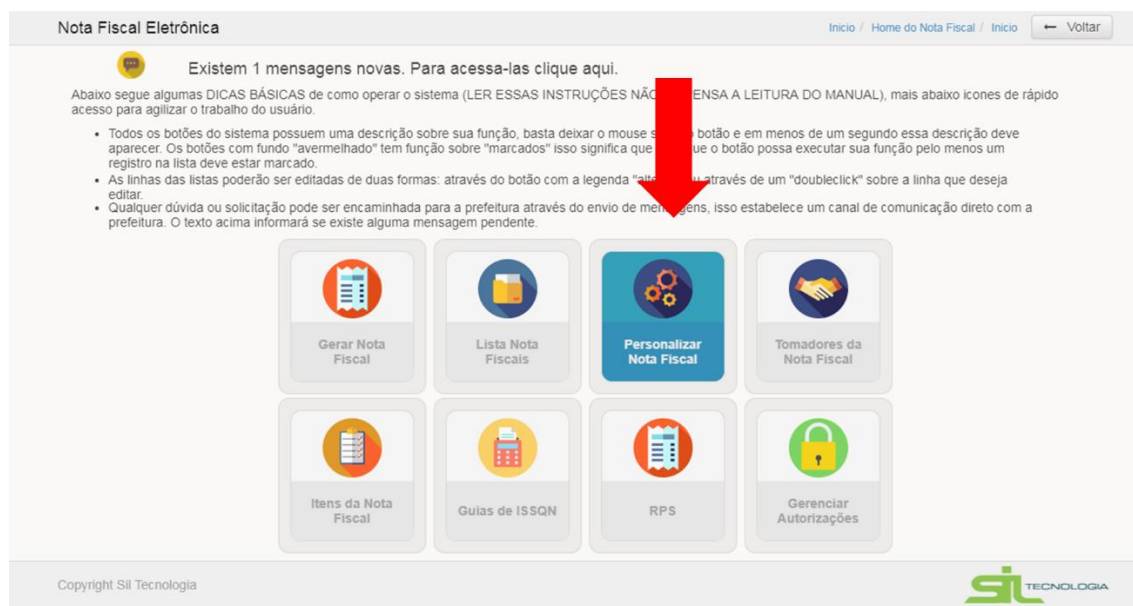 Nota Fiscal Eletrônica
Inicio / Home do Nota Fiscal / Inicio
← Voltar
Existem 1 mensagens novas. Para acessa-las clique aqui.
Abaixo segue algumas DICAS BÁSICAS de como operar o sistema (LER ESSAS INSTRUÇÕES NÃO ENSA A LEITURA DO MANUAL), mais abaixo icones de rápido
acesso para agilizar o trabalho do usuário.
• Todos os botões do sistema possuem uma descrição sobre sua função, basta deixar o mouse s botão e em menos de um segundo essa descrição deve
aparecer. Os botões com fundo "avermelhado" tem função sobre "marcados" isso significa que ue o botão possa executar sua função pelo menos um
registro na lista deve estar marcado.
• As linhas das listas poderão ser editadas de duas formas: através do botão com a legenda através de um "doubleclick" sobre a linha que deseja
editar.
• Qualquer dúvida ou solicitação pode ser encaminhada para a prefeitura através do envio de mensagens, isso estabelece um canal de comunicação direto com a
prefeitura. O texto acima informará se existe alguma mensagem pendente.
Gerar Nota
Fiscal
Lista Nota
Fiscais
Personalizar
Nota Fiscal
Tomadores da
Nota Fiscal
Itens da Nota
Fiscal
Guias de ISSQN
RPS
Gerenciar
Autorizações
Copyright Sil Tecnologia
SIL TECNOLOGIA